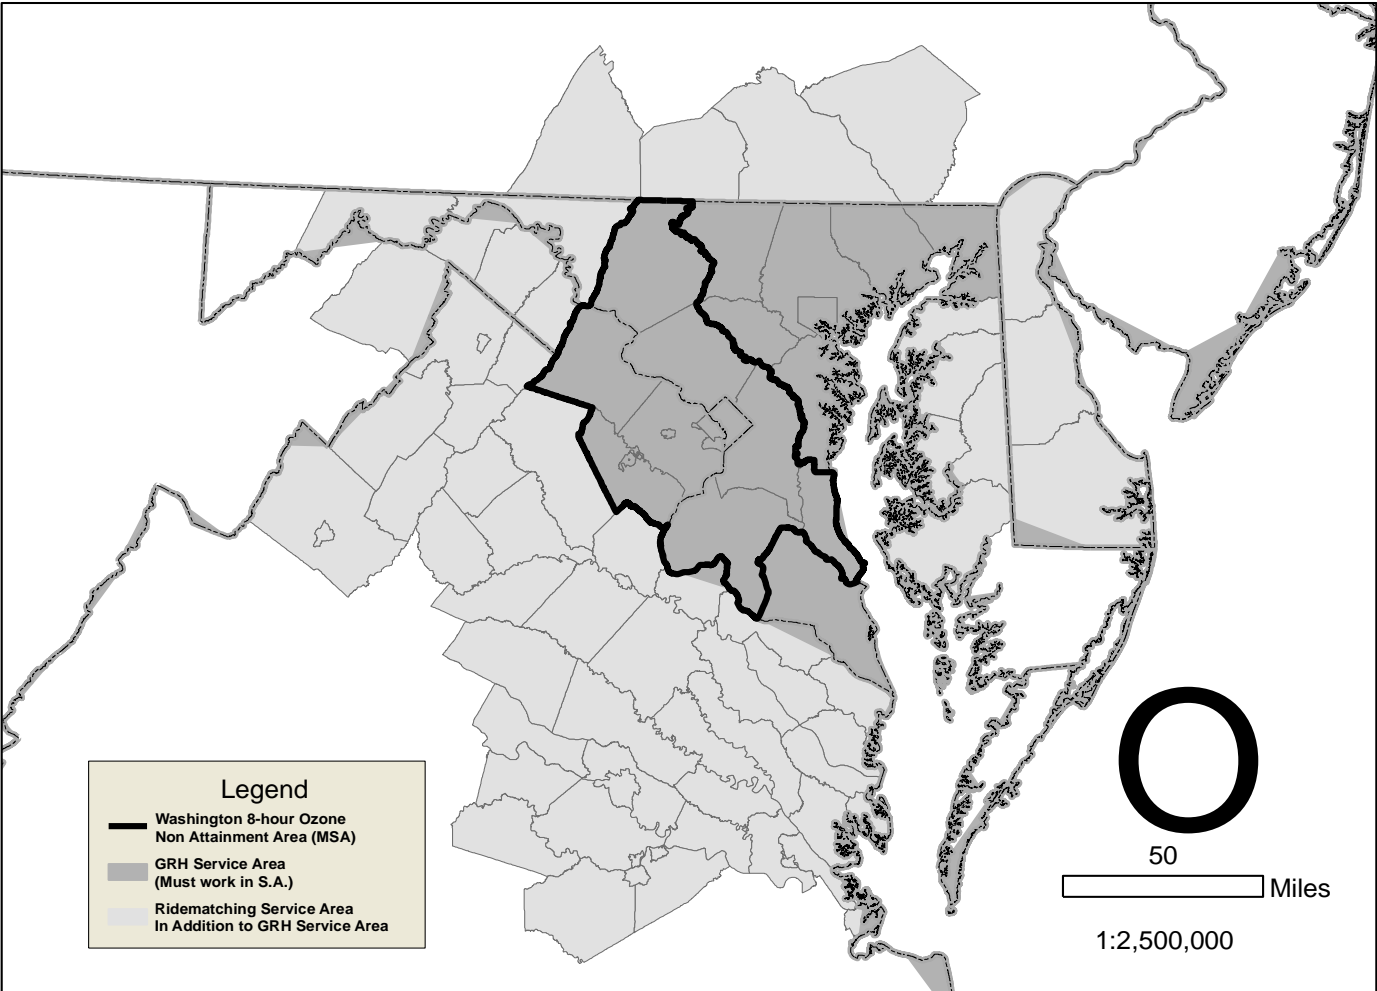 Legend
Washington 8-hour Ozone
Non Attainment Area (MSA)
GRH Service Area
(Must work in S.A.)
Ridematching Service Area
In Addition to GRH Service Area
O
50
Miles
1:2,500,000